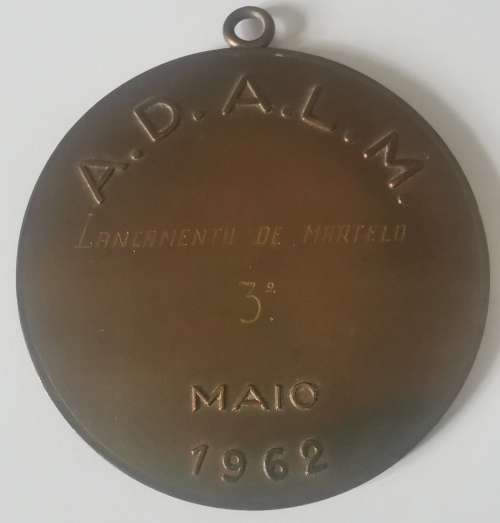 A.D.A.L.M.
LANÇAMENTO DE MARTELO
3º.
MAIO
1962